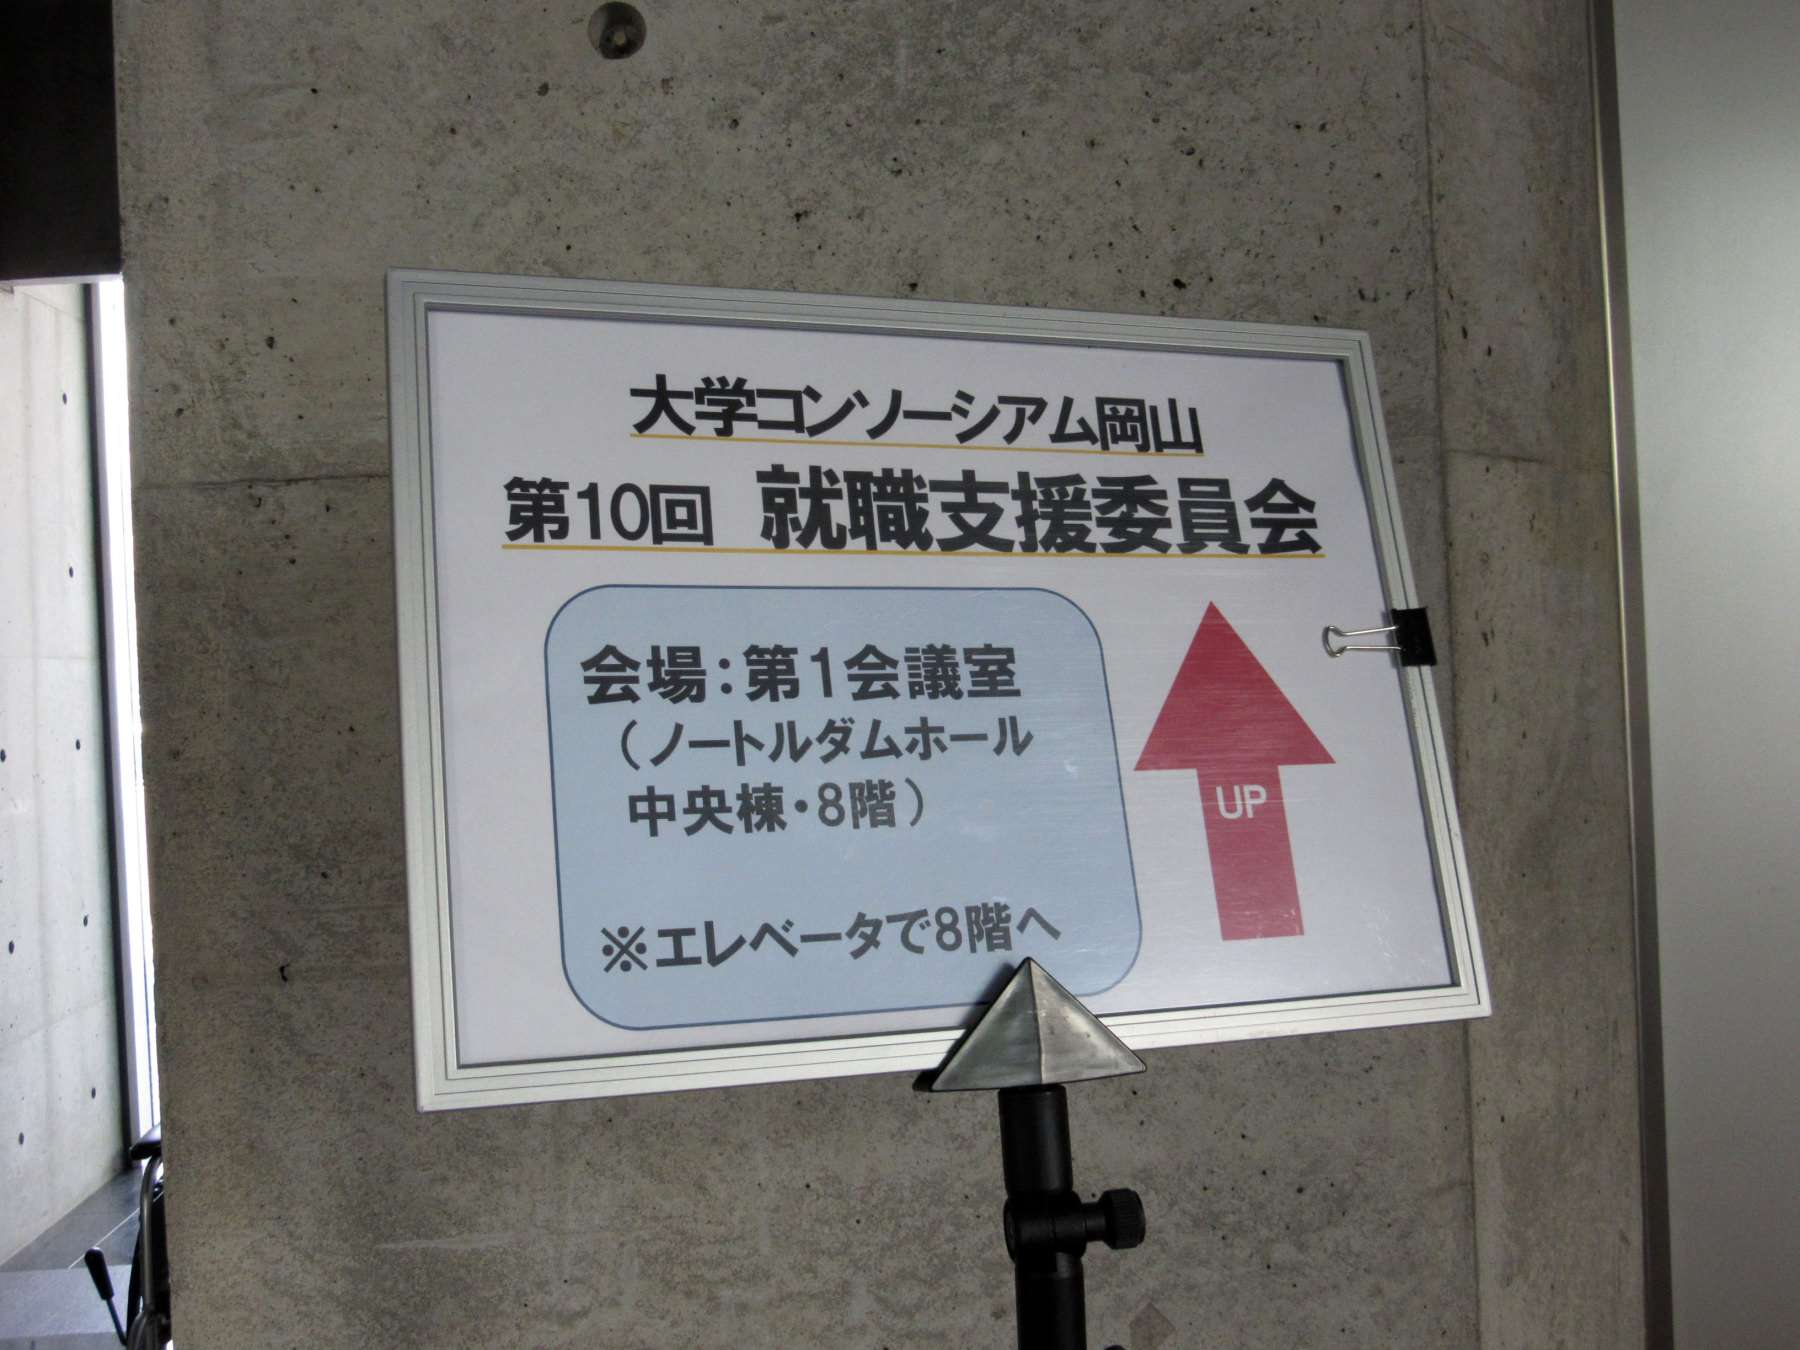 大学コンソーシアム岡山
第10回　就職支援委員会
会場：第1会議室
（ノートルダムホール
中央棟・8階）
※エレベータで8階へ
UP